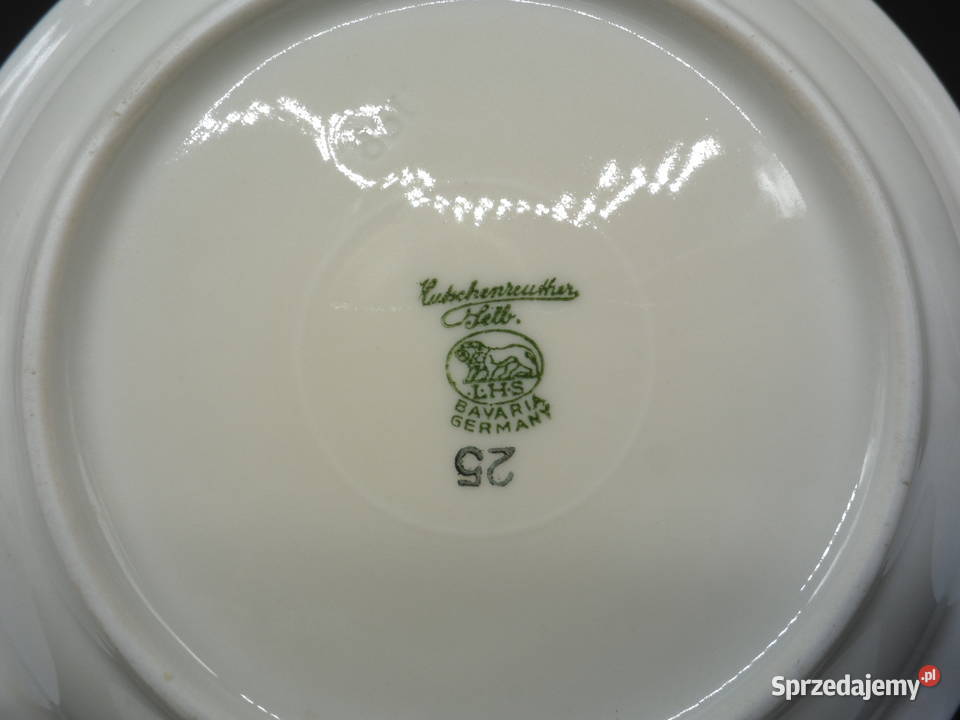 Hutschenreuther
Selb.
L.H.S
BAVARIA
GERMANY
25
Sprzedajemy.pl